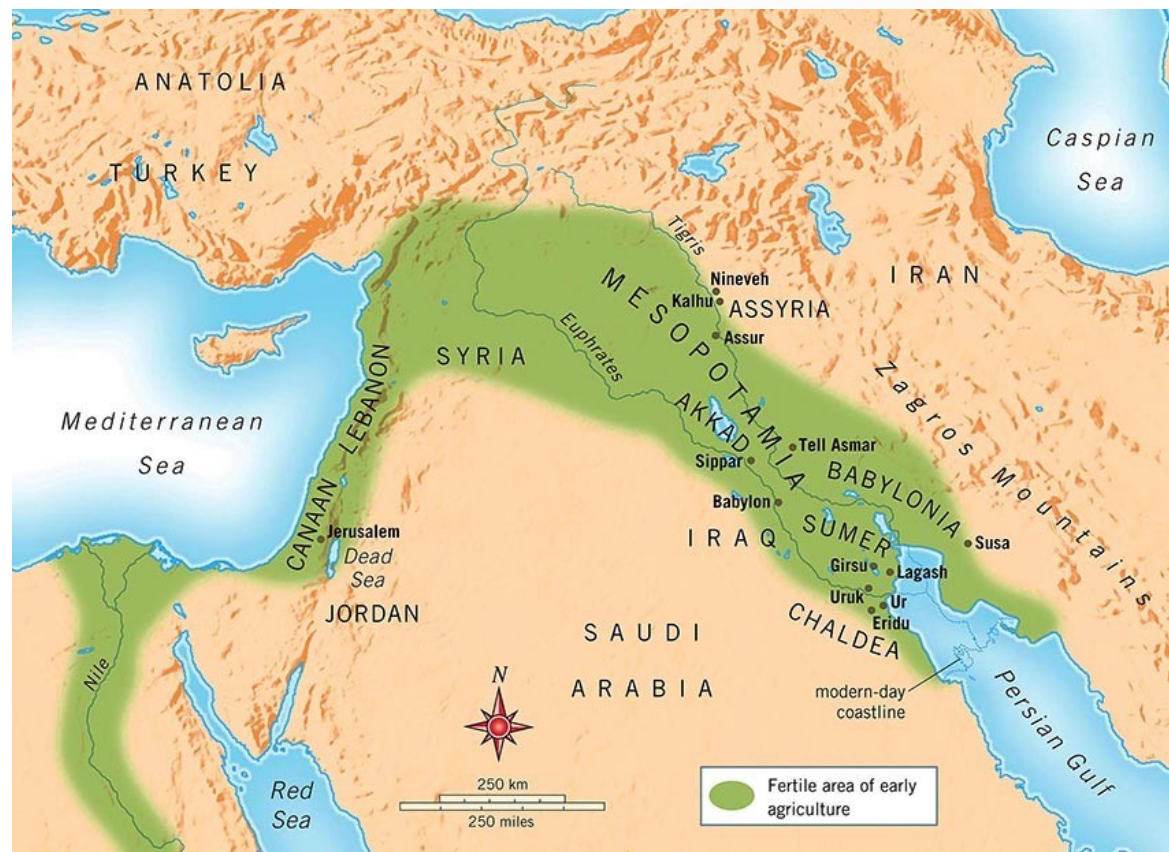 ANATOLIA
TURKEY
Caspian
Sea
Tigris
Nineveh
Kalhu
ASSYRIA
Assur
IRAN
MESOPOTAMIA
Euphrates
SYRIA
Mediterranean
Sea
LEBANON
CANAAN
Zagros Mountains
AKKAD
Tell Asmar
Sippar
BABYLONIA
Babylon
SUMER
IRAQ
Susa
Jerusalem
Dead
Sea
Girsu
Lagash
Uruk
Ur
Eridu
JORDAN
CHALDEA
SAUDI
ARABIA
Nile
N
modern-day
coastline
Persian Gulf
Red
Sea
250 km
250 miles
Fertile area of early
agriculture